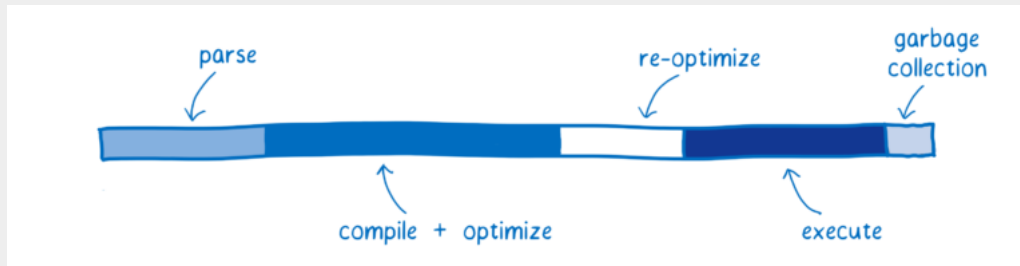 parse
re-optimize
garbage
collection
compile + optimize
execute